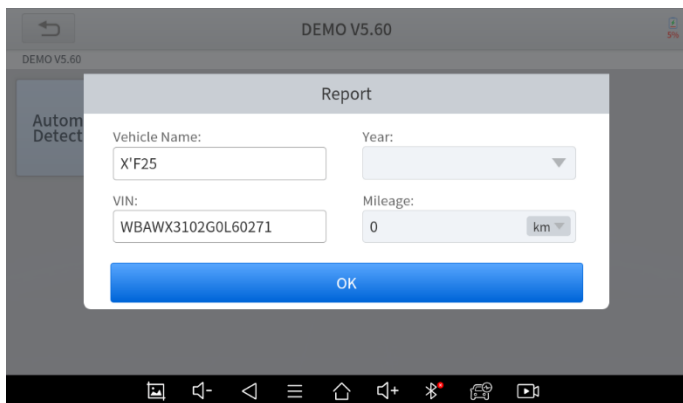 DEMO V5.60
5%
DEMO V5.60
Autom
Detect
Report
Vehicle Name:
Year:
X'F25
VIN:
Mileage:
WBAWX3102G0L60271
0
km
OK